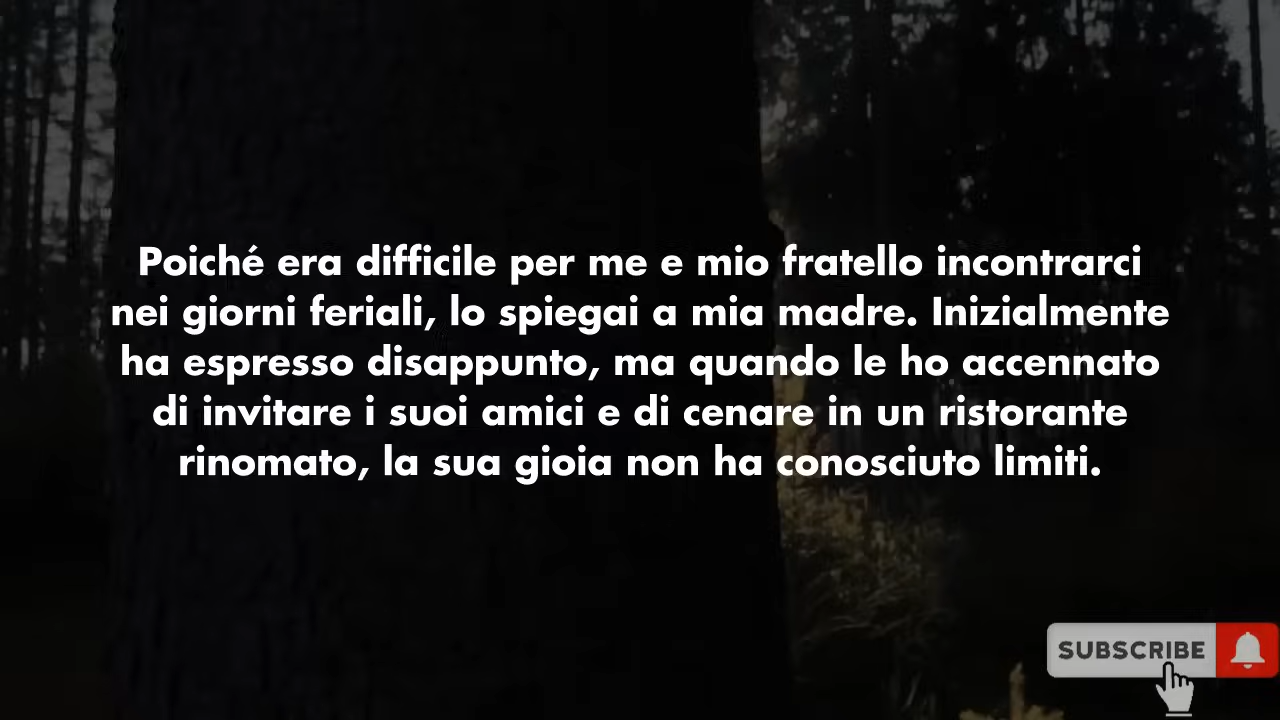 Poiché era difficile per me e mio fratello incontrarci
nei giorni feriali, lo spiegai a mia madre. Inizialmente
ha espresso disappunto, ma quando le ho accennato
di invitare i suoi amici e di cenare in un ristorante
rinomato, la sua gioia non ha conosciuto limiti.
SUBSCRIBE